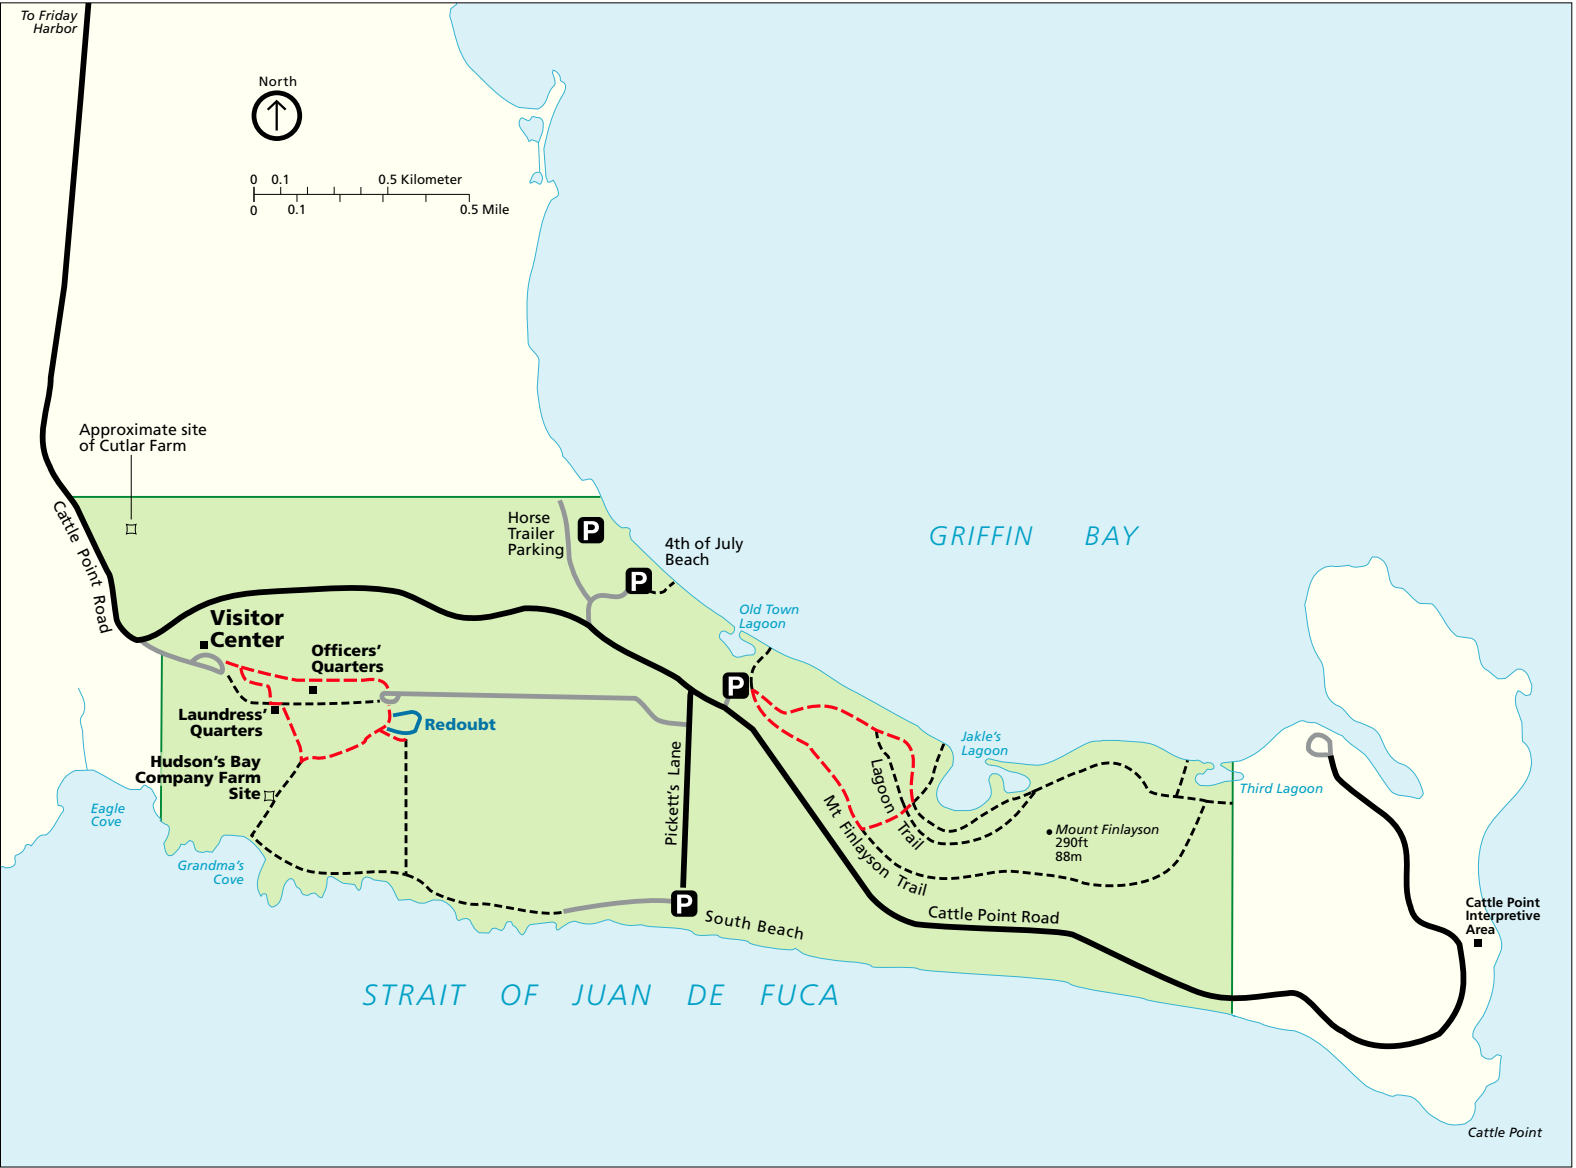 To Friday
Harbor
North
0 0.1 0.5 Kilometer
0 0.1 0.5 Mile
Approximate site
of Cutlar Farm
Cattle Point Road
Horse
Trailer
Parking
P
P
4th of July
Beach
GRIFFIN BAY
Old Town
Lagoon
Visitor
Center
Officers'
Quarters
P
Laundress'
Quarters
Redoubt
Jakle's
Lagoon
Hudson's Bay
Company Farm
Site
Pickett's Lane
Lagoon Trail
Mt Finlayson Trail
Third Lagoon
Eagle
Cove
Mount Finlayson
290ft
88m
Grandma's
Cove
P
South Beach
Cattle Point Road
Cattle Point
Interpretive
Area
STRAIT OF JUAN DE FUCA
Cattle Point